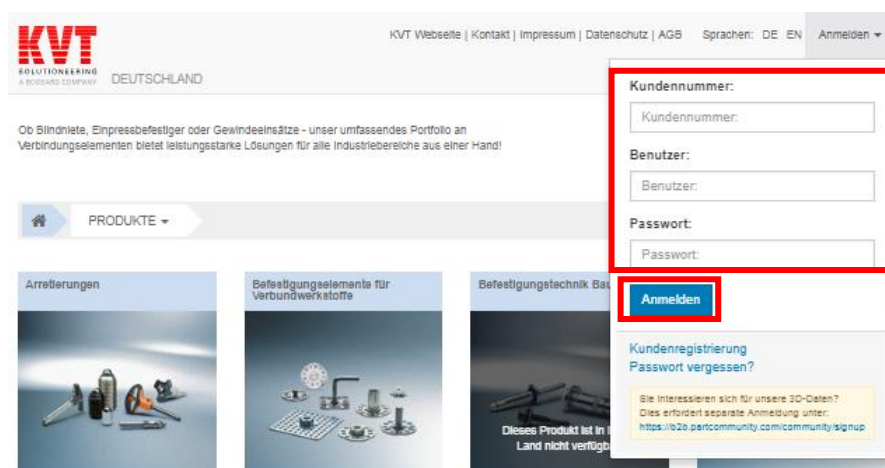 KVT
SOLUTIONEERING
A BOSSARD COMPANY
DEUTSCHLAND
KVT Webseite | Kontakt | Impressum | Datenschutz | AGB Sprachen: DE EN Anmelden
Ob Blindniete, Einpressbefestiger oder Gewindeeinsätze - unser umfassendes Portfolio an
Verbindungselementen bietet leistungsstarke Lösungen für alle Industriebereiche aus einer Hand!
PRODUKTE
Kundennummer:
Kundennummer:
Benutzer:
Benutzer:
Passwort:
Passwort:
Anmelden
Kundenregistrierung
Passwort vergessen?
Sie interessieren sich für unsere 3D-Daten?
Dies erfordert separate Anmeldung unter:
https://b2b.partcommunity.com/community/signup
Arretierungen
Befestigungselemente für
Verbundwerkstoffe
Befestigungstechnik
Dieses Produkt ist in
Land nicht